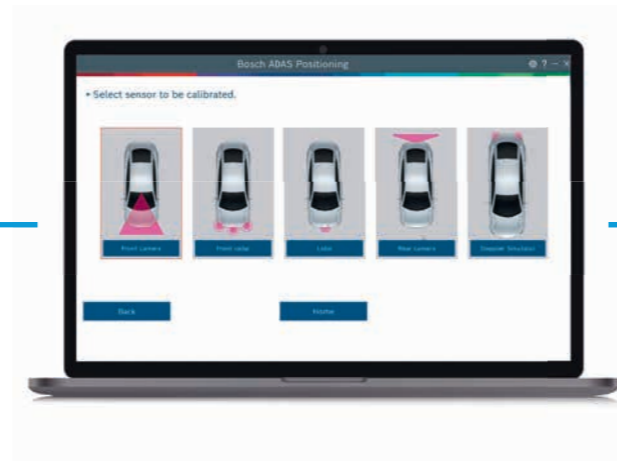 Bosch ADAS Positioning
? − ×
• Select sensor to be calibrated.
Front camera
Front radar
Lidar
Rear camera
Doppler Simulator
Back
Home